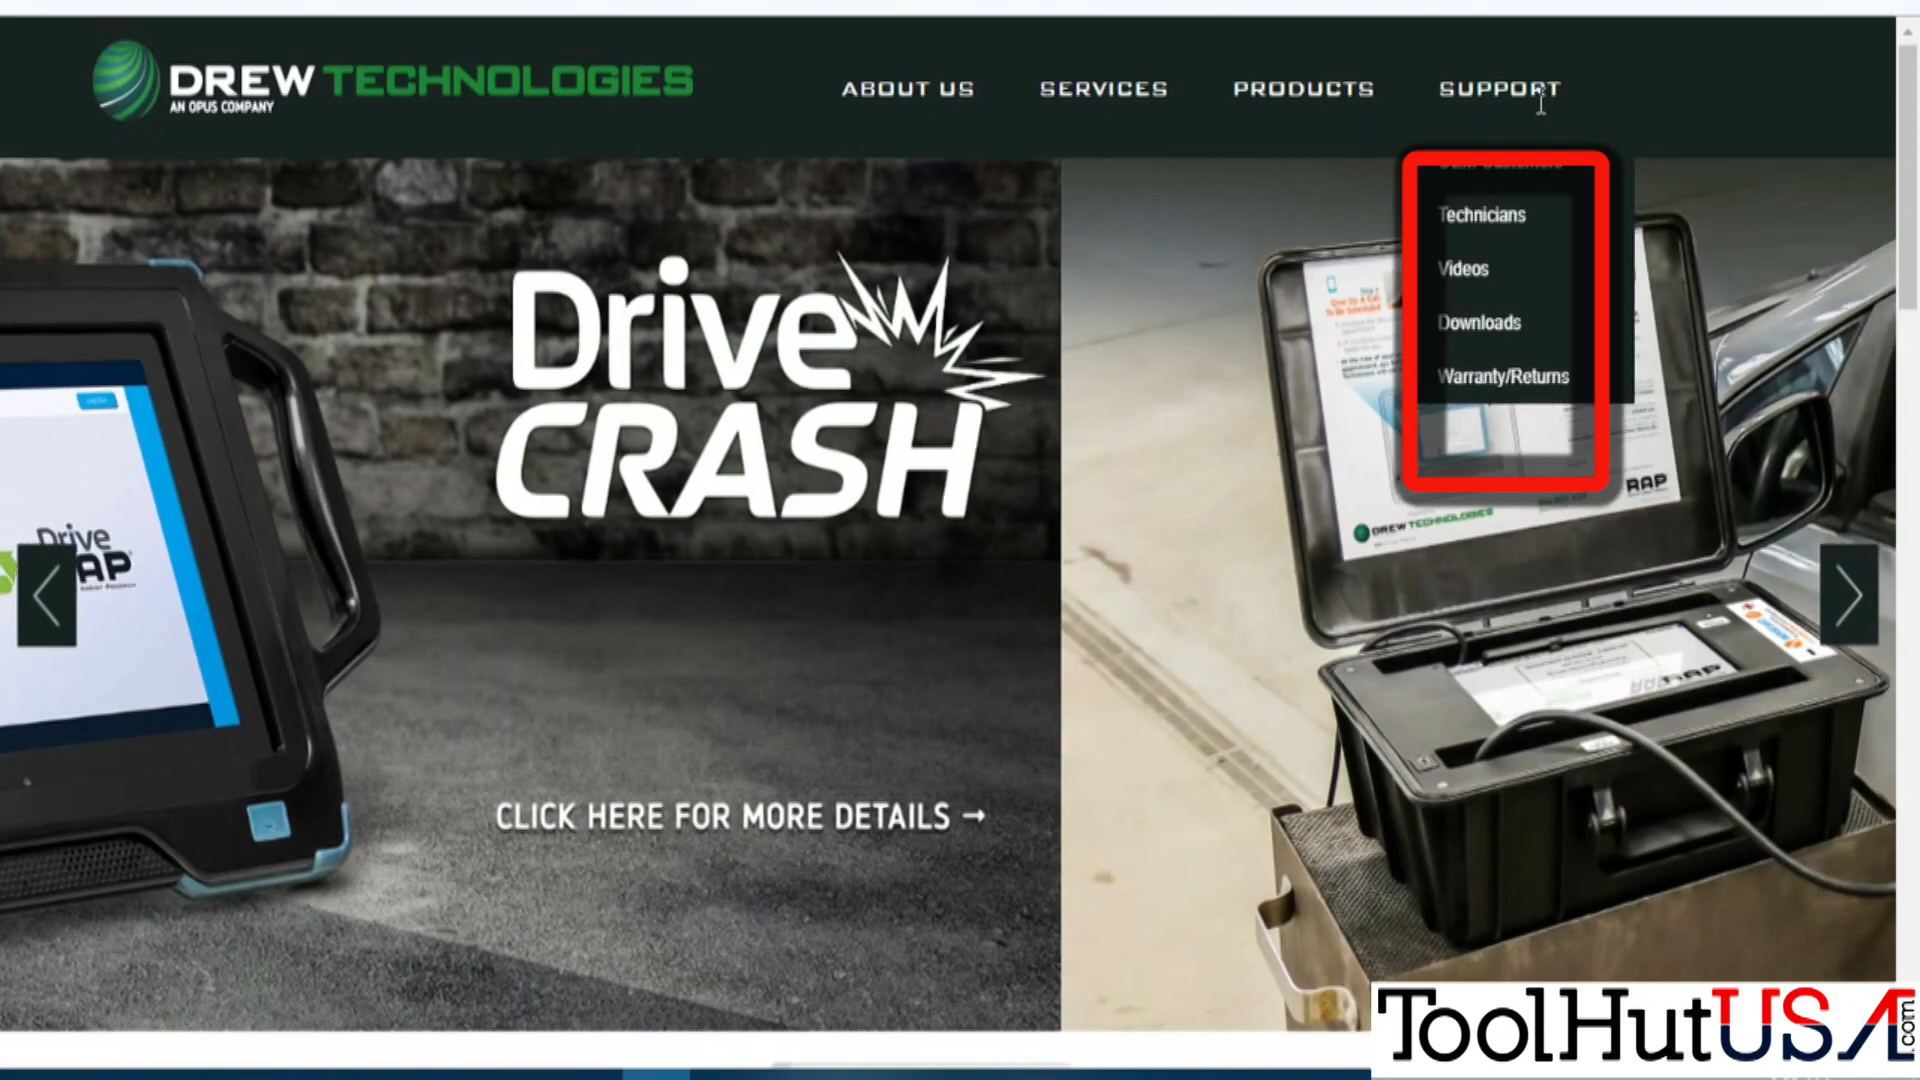 DREW TECHNOLOGIES
AN OPUS COMPANY
ABOUT US
SERVICES
PRODUCTS
SUPPORT
Technicians
Videos
Downloads
Warranty/Returns
Drive
CRASH
Drive
AP
CLICK HERE FOR MORE DETAILS →
RAP
DREW TECHNOLOGIES
ToolHutUSA.com